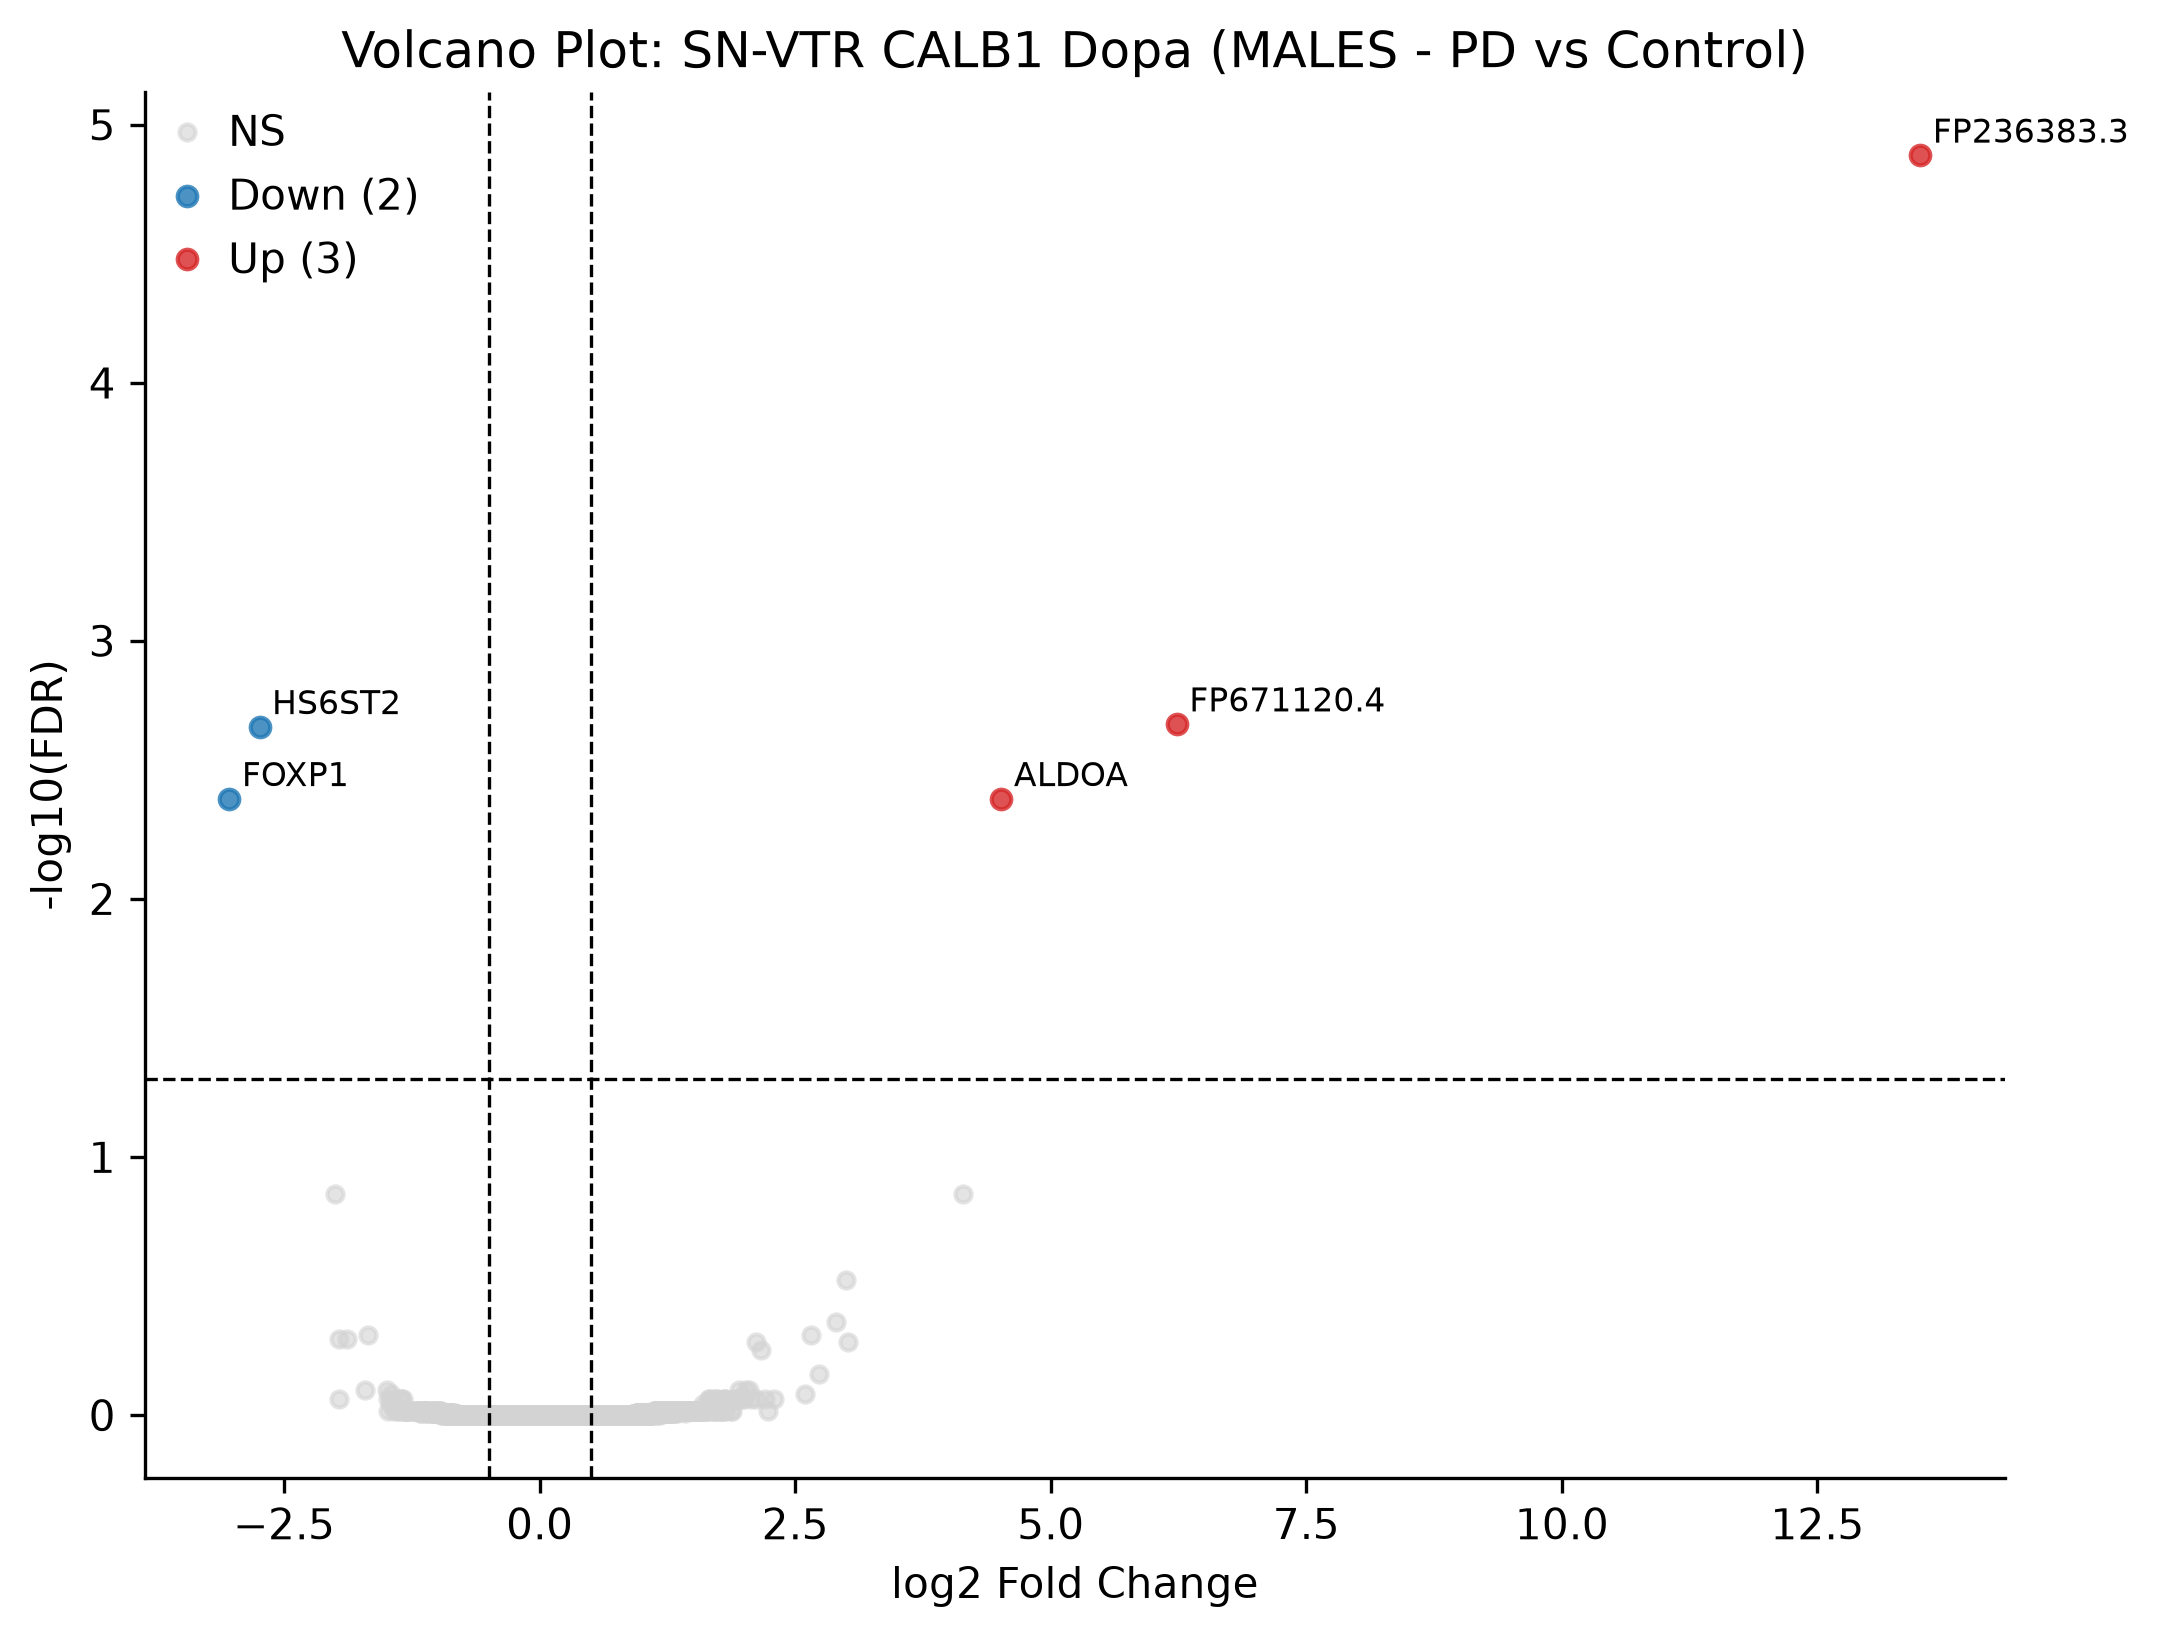 Volcano Plot: SN-VTR CALB1 Dopa (MALES - PD vs Control)
NS
Down (2)
Up (3)
FP236383.3
HS6ST2
FOXP1
FP671120.4
ALDOA
-log10(FDR)
5
4
3
2
1
0
−2.5 0.0 2.5 5.0 7.5 10.0 12.5
log2 Fold Change